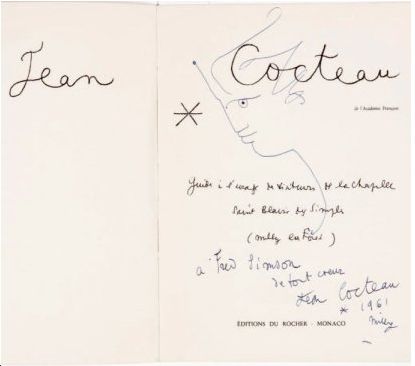 Jean Cocteau
de l'Académie Française
Guide à l'usage des visiteurs de la chapelle
Saint Blaise des Simples
(Milly la Forêt)
a Fred Simson
de tout coeur
Jean Cocteau
* 1961
Milly
ÉDITIONS DU ROCHER - MONACO